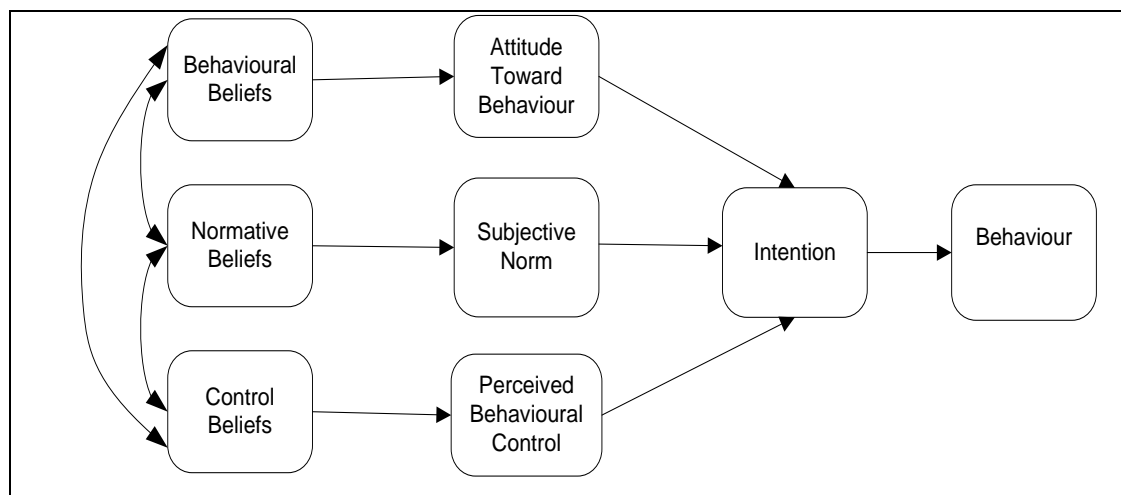 Behavioural
Beliefs
Attitude
Toward
Behaviour
Normative
Beliefs
Subjective
Norm
Intention
Behaviour
Control
Beliefs
Perceived
Behavioural
Control